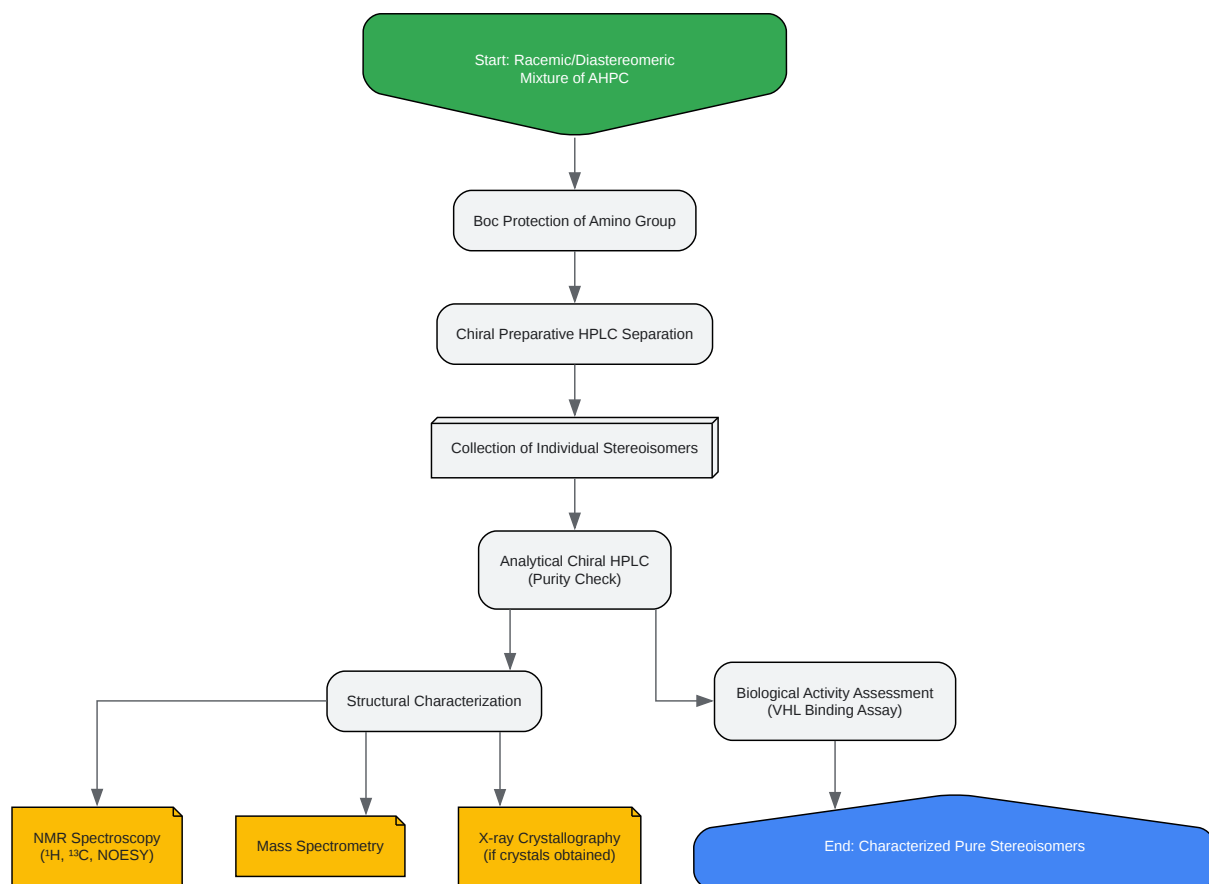 Start: Racemic/Diastereomeric
Mixture of AHPC
Boc Protection of Amino Group
Chiral Preparative HPLC Separation
Collection of Individual Stereoisomers
Analytical Chiral HPLC
(Purity Check)
Structural Characterization
Biological Activity Assessment
(VHL Binding Assay)
NMR Spectroscopy
(¹H, ¹³C, NOESY)
Mass Spectrometry
X-ray Crystallography
(if crystals obtained)
End: Characterized Pure Stereoisomers